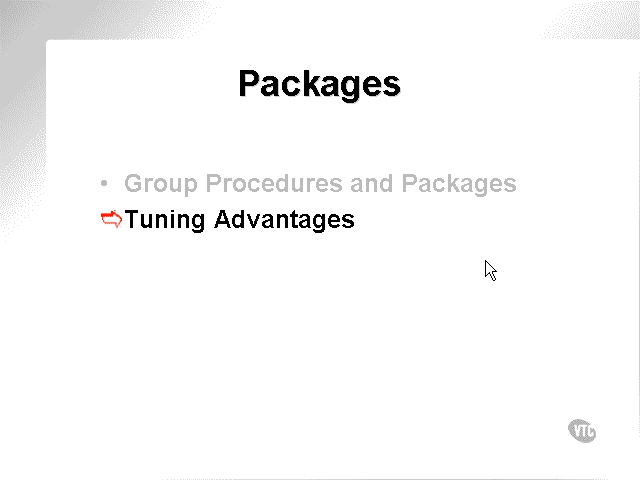 Packages
• Group Procedures and Packages
Tuning Advantages
VTC